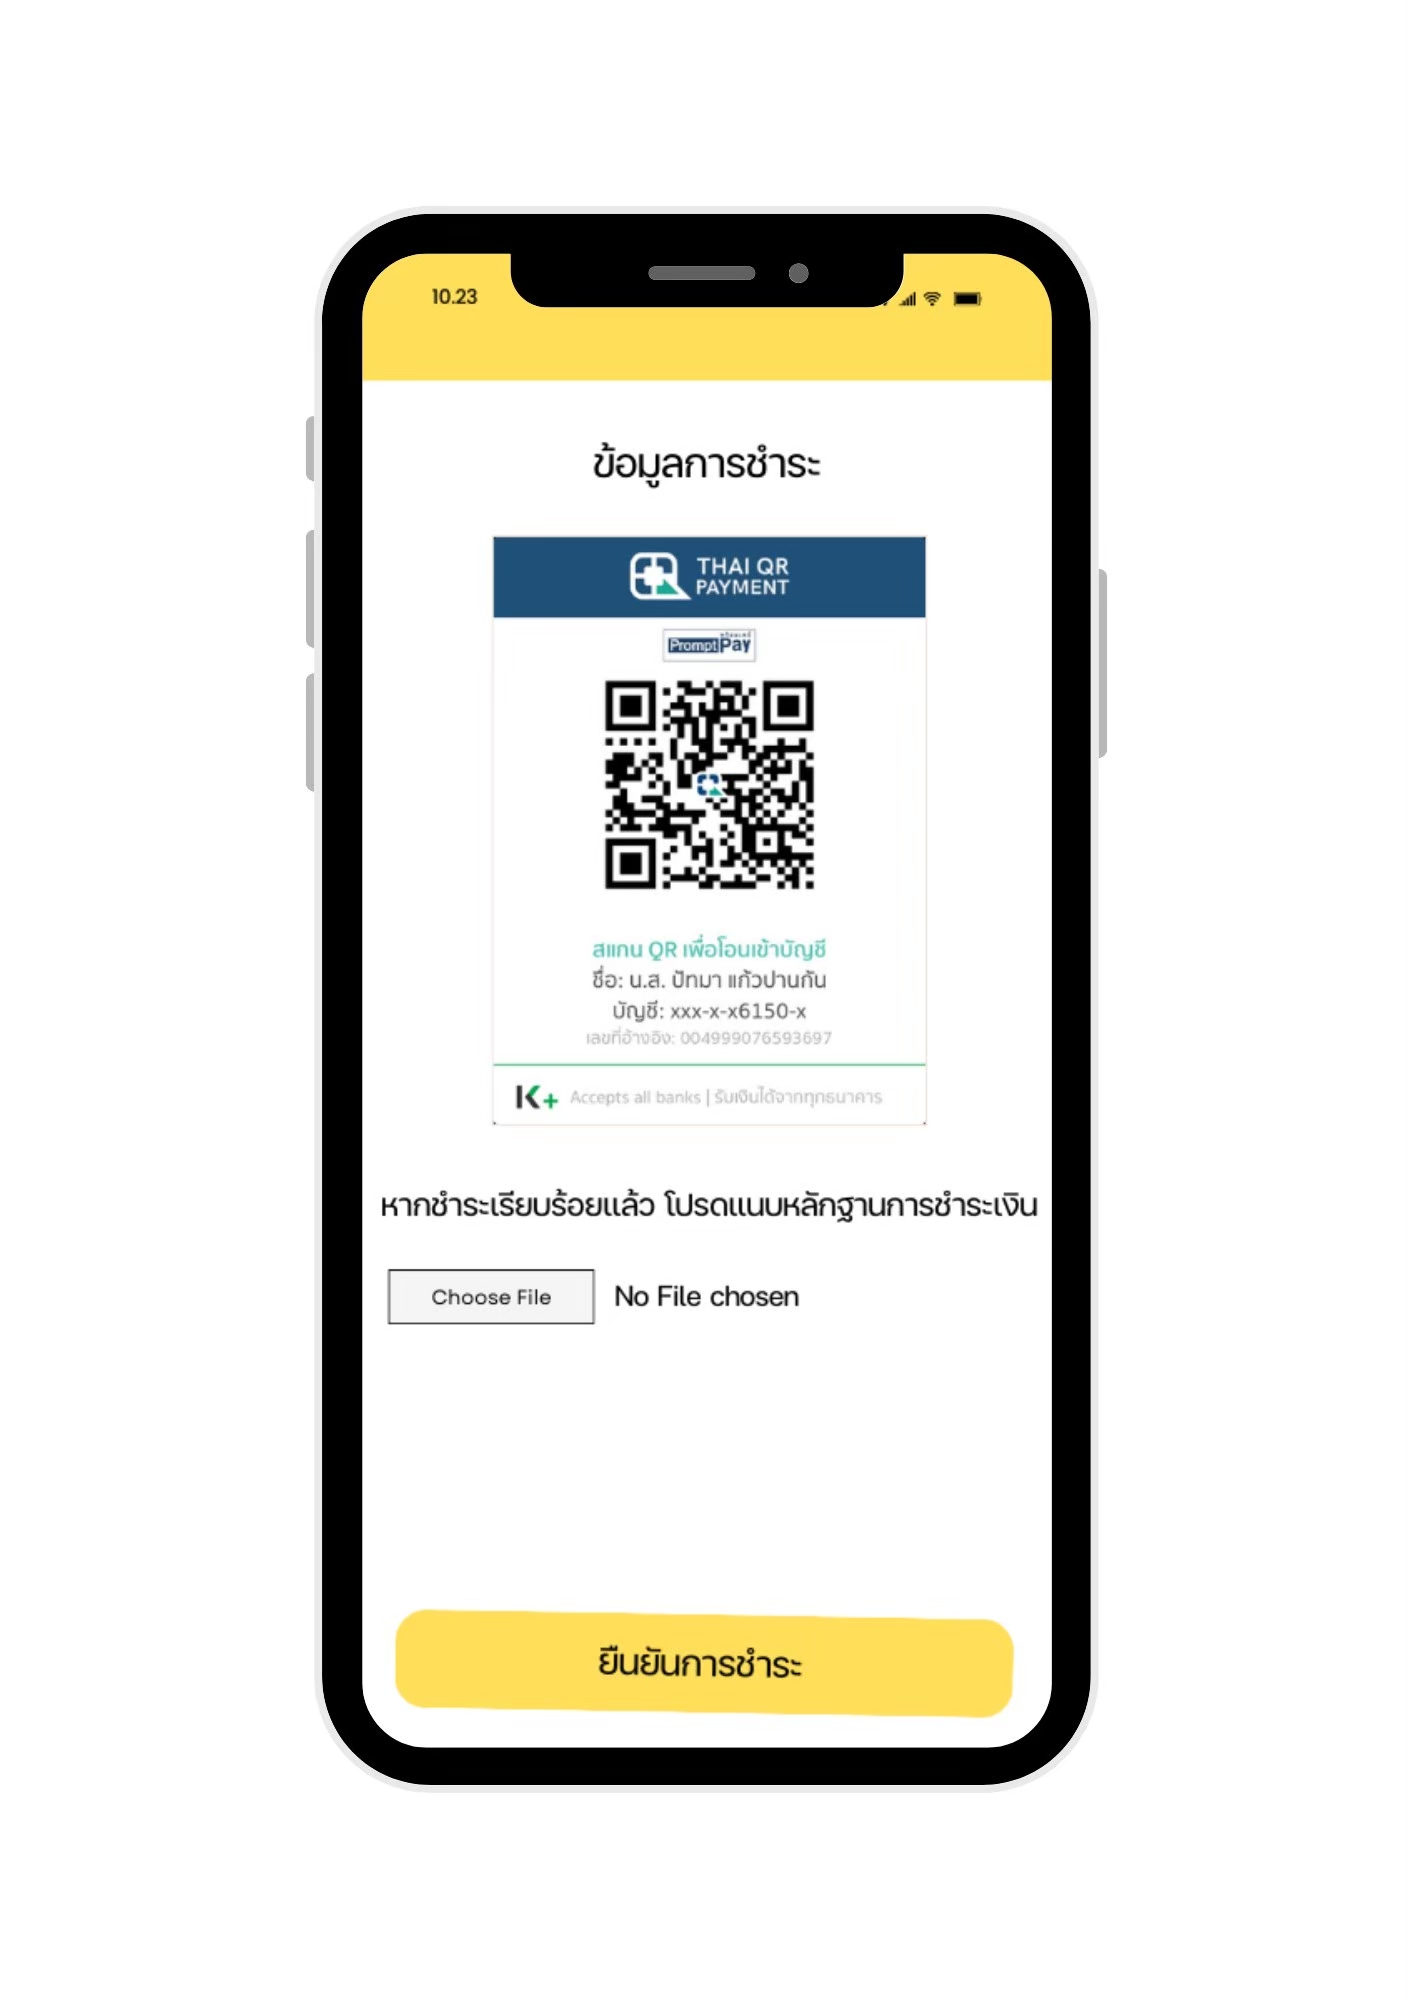 10.23
ข้อมูลการชำระ
THAI QR
PAYMENT
พร้อมเพย์
PromptPay
สแกน QR เพื่อโอนเข้าบัญชี
ชื่อ: น.ส. ปัทมา แก้วปานกัน
บัญชี: xxx-x-x6150-x
เลขที่อ้างอิง: 004999076593697
K+ Accepts all banks | รับเงินได้จากทุกธนาคาร
หากชำระเรียบร้อยแล้ว โปรดแนบหลักฐานการชำระเงิน
Choose File No File chosen
ยืนยันการชำระ